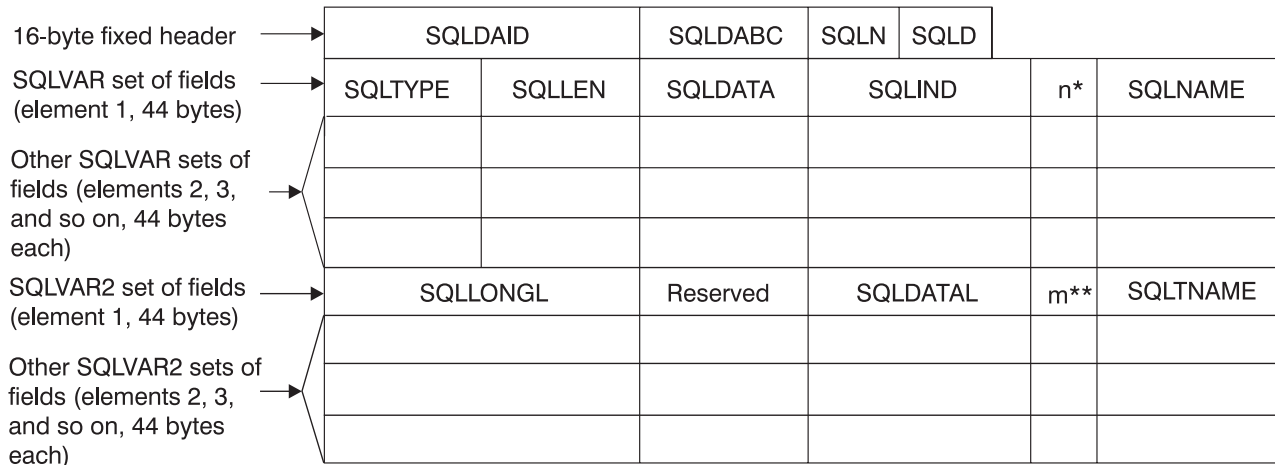 16-byte fixed header
SQLDAID SQLDABC SQLN SQLD
SQLVAR set of fields
(element 1, 44 bytes)
SQLTYPE SQLLEN SQLDATA SQLIND n* SQLNAME
Other SQLVAR sets of
fields (elements 2, 3,
and so on, 44 bytes
each)
SQLVAR2 set of fields
(element 1, 44 bytes)
SQLLONGL Reserved SQLDATAL m** SQLTNAME
Other SQLVAR2 sets of
fields (elements 2, 3,
and so on, 44 bytes
each)